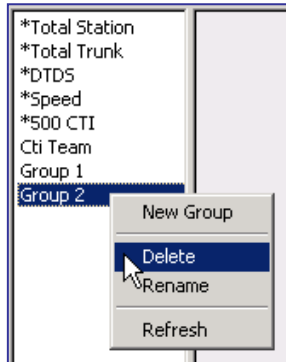 *Total Station
*Total Trunk
*DTDS
*Speed
*500 CTI
Cti Team
Group 1
Group 2
New Group
Delete
Rename
Refresh